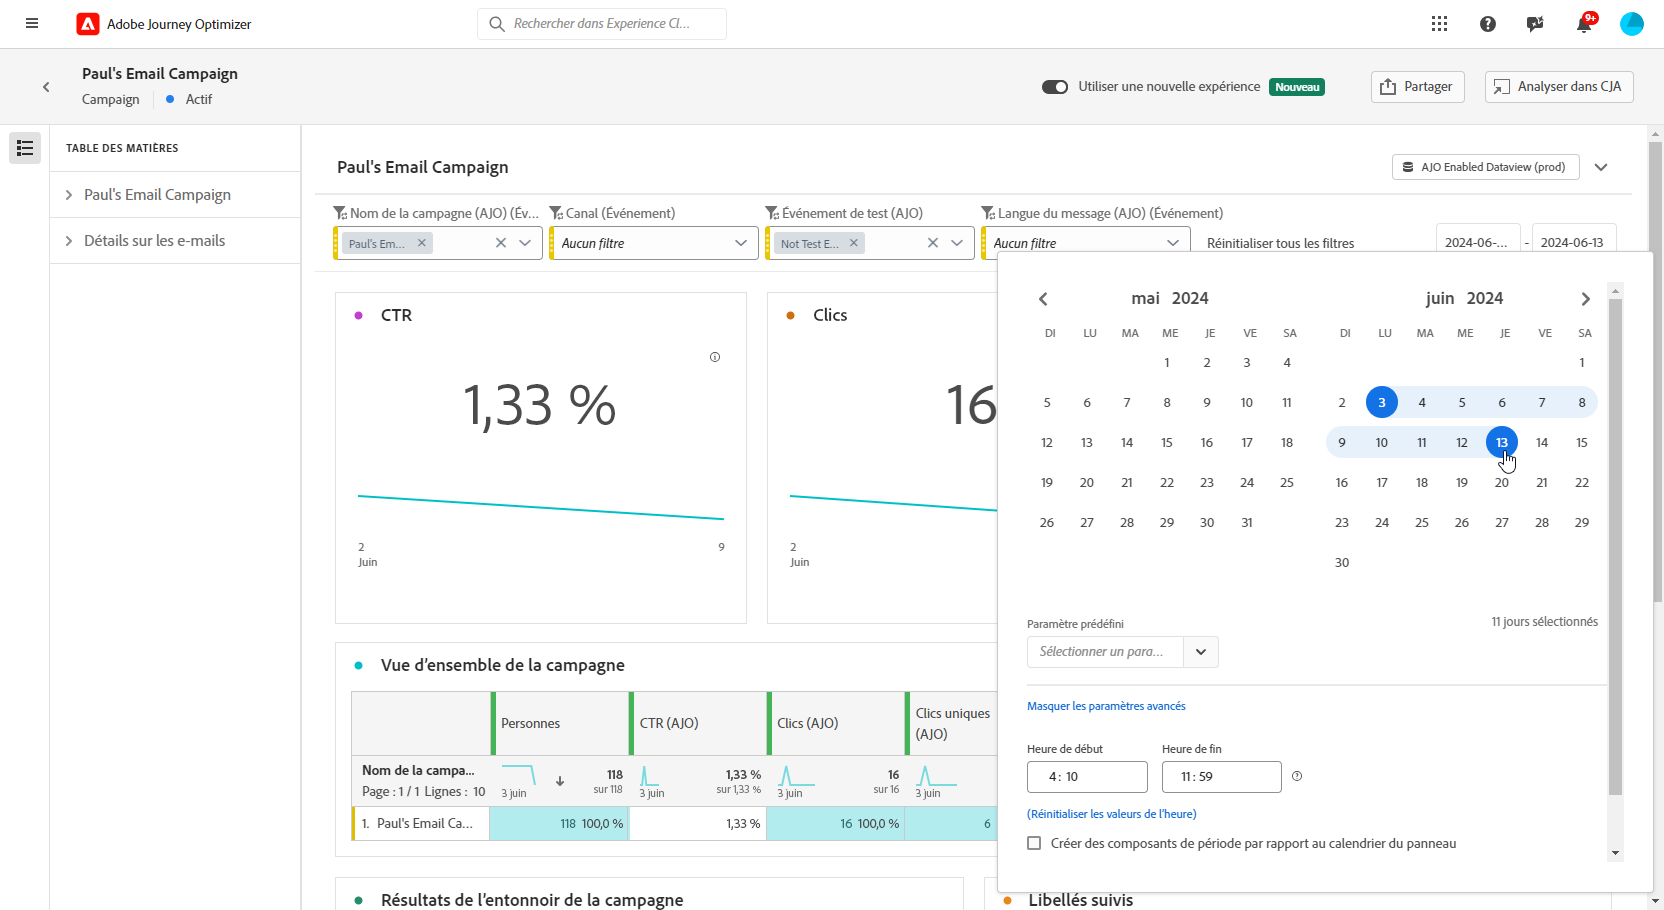 Adobe Journey Optimizer
Rechercher dans Experience Cl...
9+
Paul's Email Campaign
Campaign
Actif
Utiliser une nouvelle expérience
Nouveau
Partager
Analyser dans CJA
TABLE DES MATIÈRES
Paul's Email Campaign
Détails sur les e-mails
Paul's Email Campaign
AJO Enabled Dataview (prod)
Nom de la campagne (AJO) (Év...
Canal (Événement)
Événement de test (AJO)
Langue du message (AJO) (Événement)
Paul's Em...
Aucun filtre
Not Test E...
Aucun filtre
Réinitialiser tous les filtres
2024-06-... - 2024-06-13
CTR
1,33 %
2
Juin
9
Clics
16
2
Juin
mai 2024
DI LU MA ME JE VE SA
1 2 3 4
5 6 7 8 9 10 11
12 13 14 15 16 17 18
19 20 21 22 23 24 25
26 27 28 29 30 31
juin 2024
DI LU MA ME JE VE SA
1
2 3 4 5 6 7 8
9 10 11 12 13 14 15
16 17 18 19 20 21 22
23 24 25 26 27 28 29
30
Paramètre prédéfini
11 jours sélectionnés
Sélectionner un para...
Masquer les paramètres avancés
Heure de début
Heure de fin
4 : 10
11 : 59
(Réinitialiser les valeurs de l'heure)
Créer des composants de période par rapport au calendrier du panneau
Vue d’ensemble de la campagne
Personnes
CTR (AJO)
Clics (AJO)
Clics uniques
(AJO)
Nom de la campa...
Page : 1 / 1 Lignes : 10
3 juin
118
sur 118
3 juin
1,33 %
sur 1,33 %
3 juin
16
sur 16
3 juin
1. Paul's Email Ca...
118 100,0 %
1,33 %
16 100,0 %
6
Résultats de l’entonnoir de la campagne
Libellés suivis